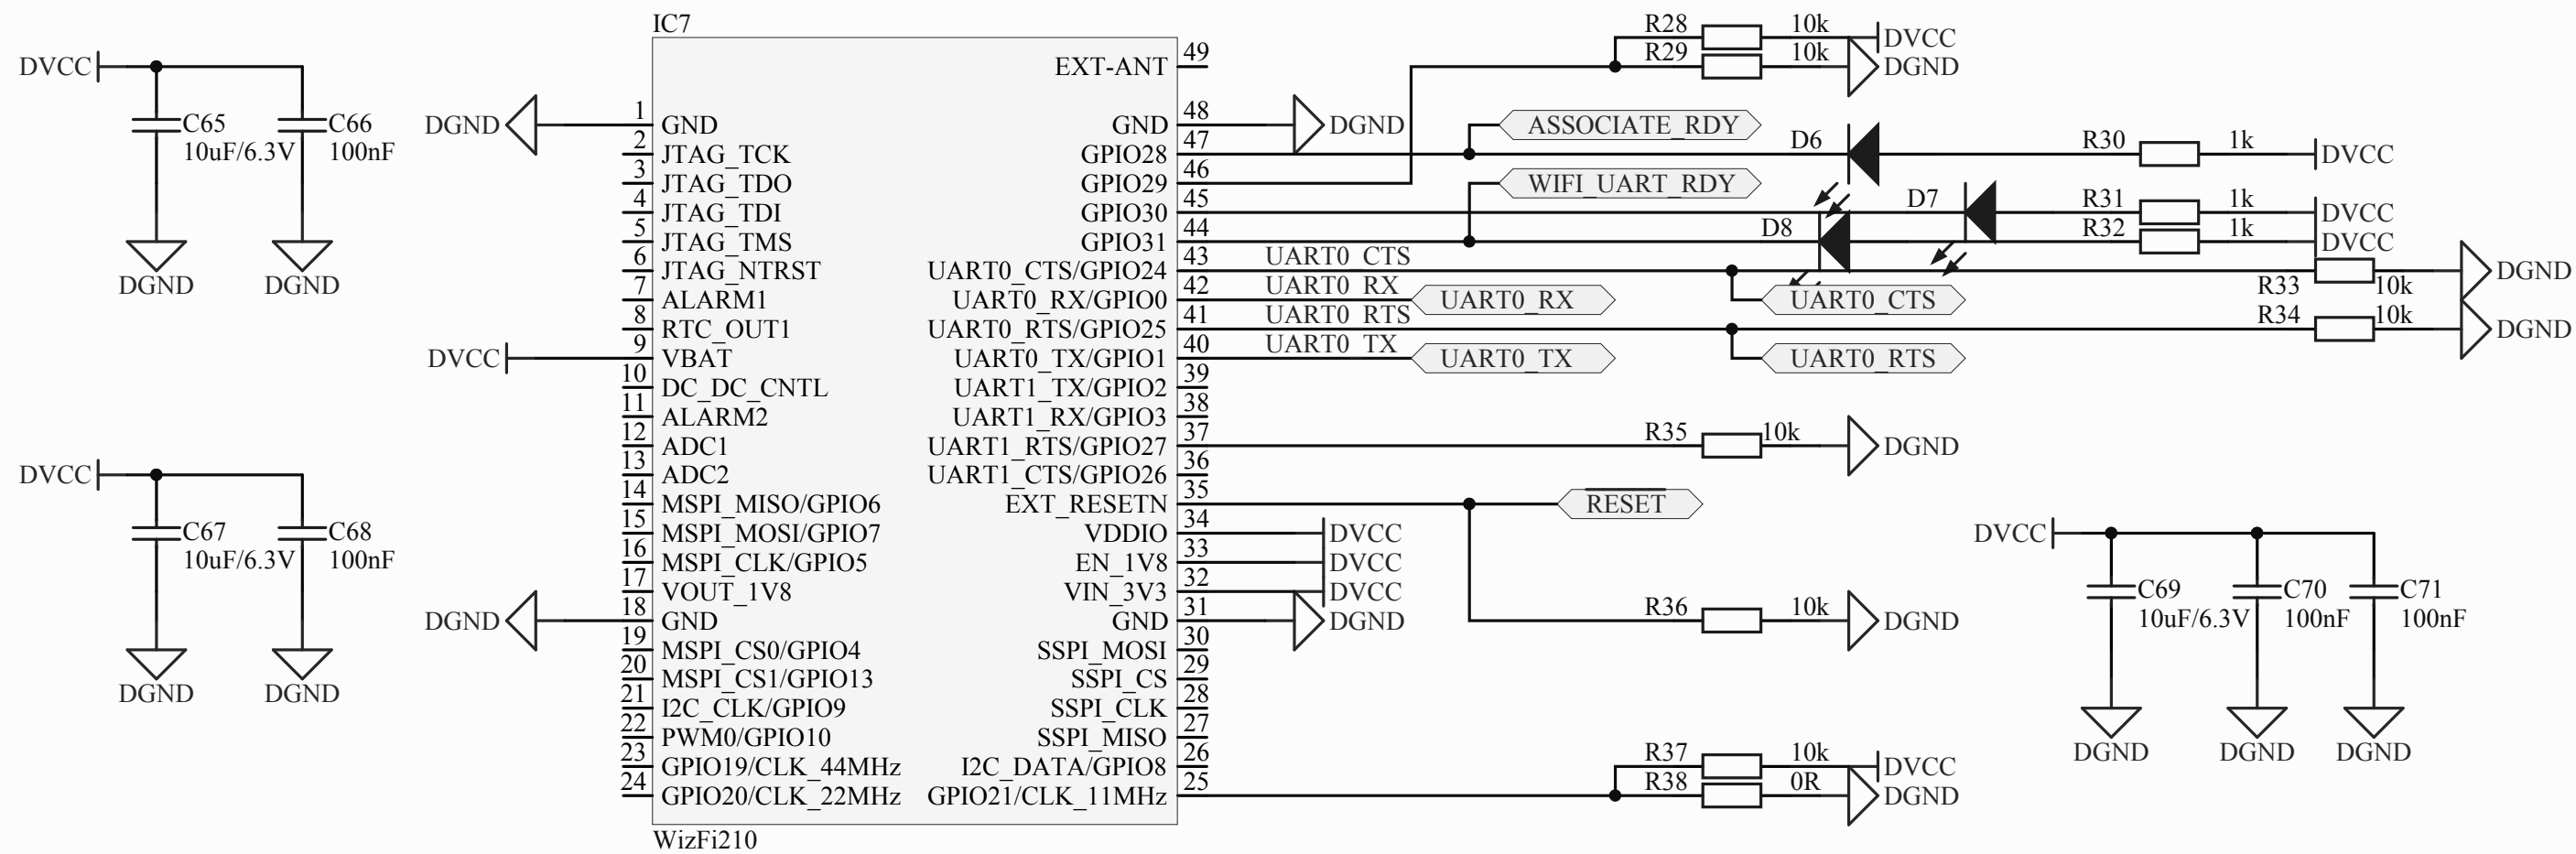 IC7
EXT-ANT 49
R28 10k DVCC
R29 10k DGND
DVCC
C65
10uF/6.3V
C66
100nF
DGND
DGND
DGND 1 GND
2 JTAG_TCK
3 JTAG_TDO
4 JTAG_TDI
5 JTAG_TMS
6 JTAG_NTRST
7 ALARM1
8 RTC_OUT1
DVCC 9 VBAT
10 DC_DC_CNTL
11 ALARM2
12 ADC1
13 ADC2
14 MSPI_MISO/GPIO6
15 MSPI_MOSI/GPIO7
16 MSPI_CLK/GPIO5
17 VOUT_1V8
DGND 18 GND
19 MSPI_CS0/GPIO4
20 MSPI_CS1/GPIO13
21 I2C_CLK/GPIO9
22 PWM0/GPIO10
23 GPIO19/CLK_44MHz
24 GPIO20/CLK_22MHz
DVCC
C67
10uF/6.3V
C68
100nF
DGND
DGND
GND 48 DGND
ASSOCIATE_RDY
GPIO28 47 D6 R30 1k DVCC
GPIO29 46 WIFI_UART_RDY
GPIO30 45 D7 R31 1k DVCC
GPIO31 44 D8 R32 1k DVCC
UART0_CTS/GPIO24 43 UART0_CTS R33 10k DGND
UART0_RX/GPIO0 42 UART0_RX UART0_RX UART0_CTS
UART0_RTS/GPIO25 41 UART0_RTS R34 10k DGND
UART0_TX/GPIO1 40 UART0_TX UART0_TX UART0_RTS
UART1_TX/GPIO2 39
UART1_RX/GPIO3 38
UART1_RTS/GPIO27 37 R35 10k DGND
UART1_CTS/GPIO26 36
EXT_RESETN 35 RESET
VDDIO 34 DVCC
EN_1V8 33 DVCC
VIN_3V3 32 DVCC
GND 31 DGND R36 10k DGND
SSPI_MOSI 30
SSPI_CS 29
SSPI_CLK 28
SSPI_MISO 27
I2C_DATA/GPIO8 26 R37 10k DVCC
GPIO21/CLK_11MHz 25 R38 0R DGND
DVCC
C69
10uF/6.3V
C70
100nF
C71
100nF
DGND
DGND
DGND
WizFi210